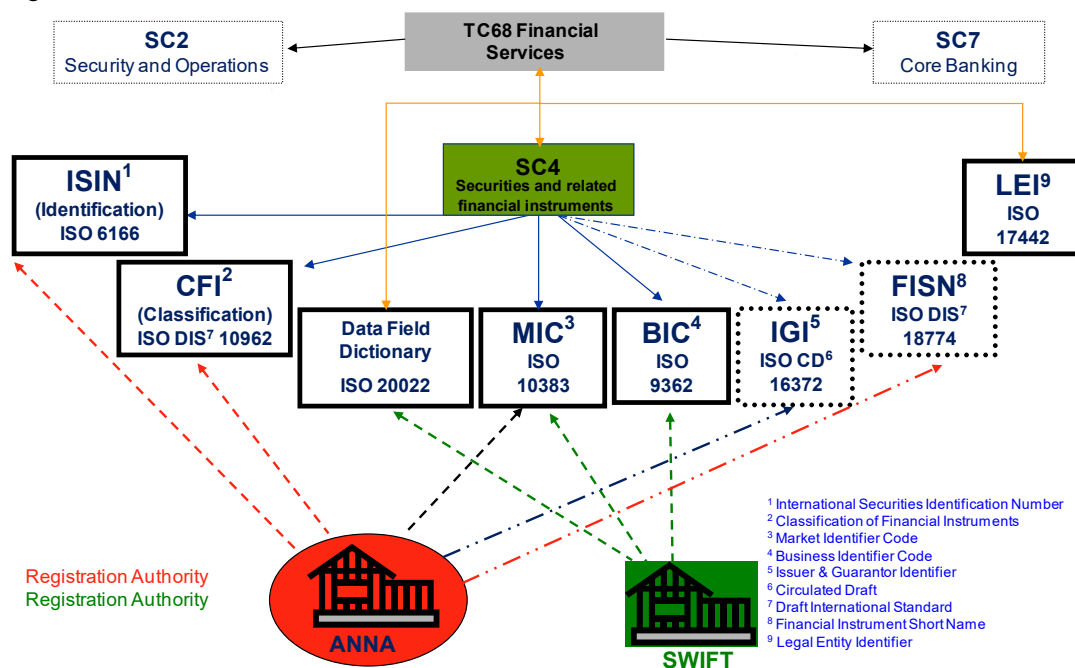 TC68 Financial
Services
SC2
Security and Operations
SC7
Core Banking
SC4
Securities and related
financial instruments
ISIN¹
(Identification)
ISO 6166
LEI⁹
ISO
17442
CFI²
(Classification)
ISO DIS⁷ 10962
FISN⁸
ISO DIS⁷
18774
Data Field
Dictionary
ISO 20022
MIC³
ISO
10383
BIC⁴
ISO
9362
IGI⁵
ISO CD⁶
16372
¹ International Securities Identification Number
² Classification of Financial Instruments
³ Market Identifier Code
⁴ Business Identifier Code
⁵ Issuer & Guarantor Identifier
⁶ Circulated Draft
⁷ Draft International Standard
⁸ Financial Instrument Short Name
⁹ Legal Entity Identifier
Registration Authority
Registration Authority
ANNA
SWIFT